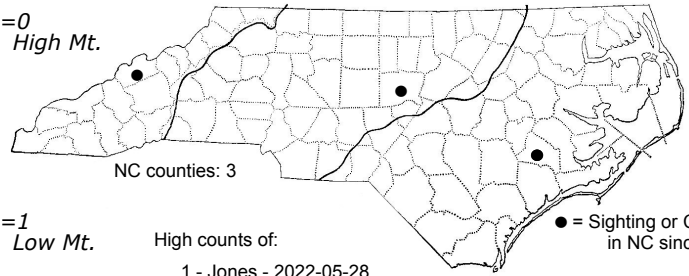 =0
High Mt.
NC counties: 3
=1
Low Mt.
High counts of:
1 - Jones - 2022-05-28
● = Sighting or
in NC